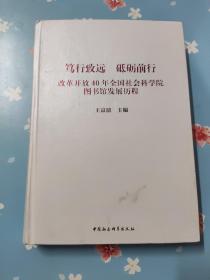 笃行致远 砥砺前行
改革开放40年全国社会科学院
图书馆发展历程
王岚 主编
中国社会科学出版社